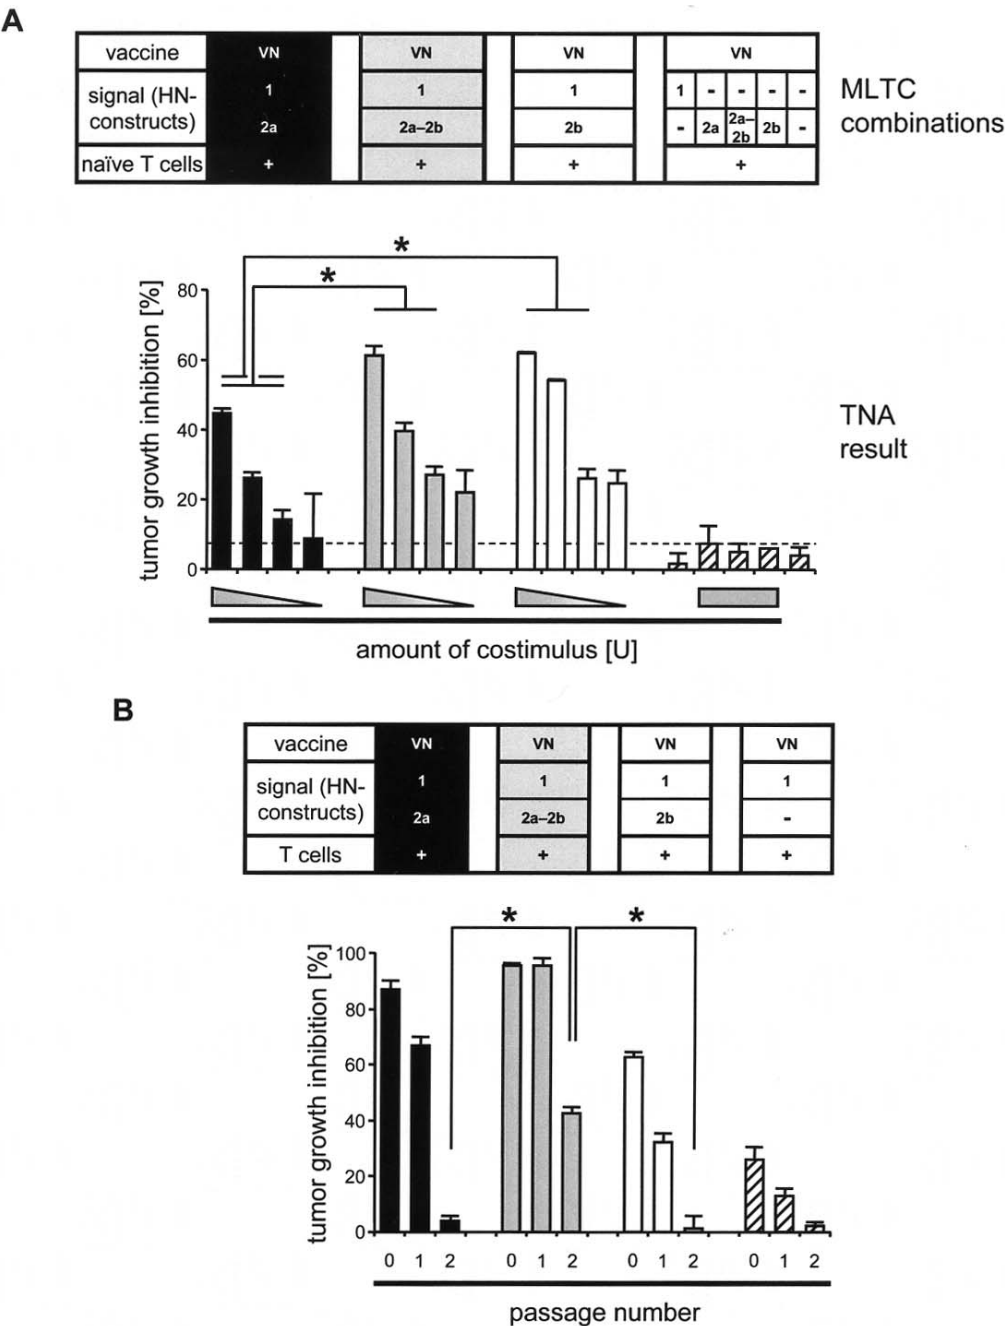 A
vaccine VN VN VN VN
signal (HN-constructs) 1 1 1 1 - - - -
2a 2a–2b 2b - 2a 2a–2b 2b -
naïve T cells + + + +
MLTC
combinations
* *
tumor growth inhibition [%]
80
60
40
20
0
TNA
result
amount of costimulus [U]
B
vaccine VN VN VN VN
signal (HN-constructs) 1 1 1 1
2a 2a–2b 2b -
T cells + + + +
* *
tumor growth inhibition [%]
100
80
60
40
20
0
0 1 2 0 1 2 0 1 2 0 1 2
passage number